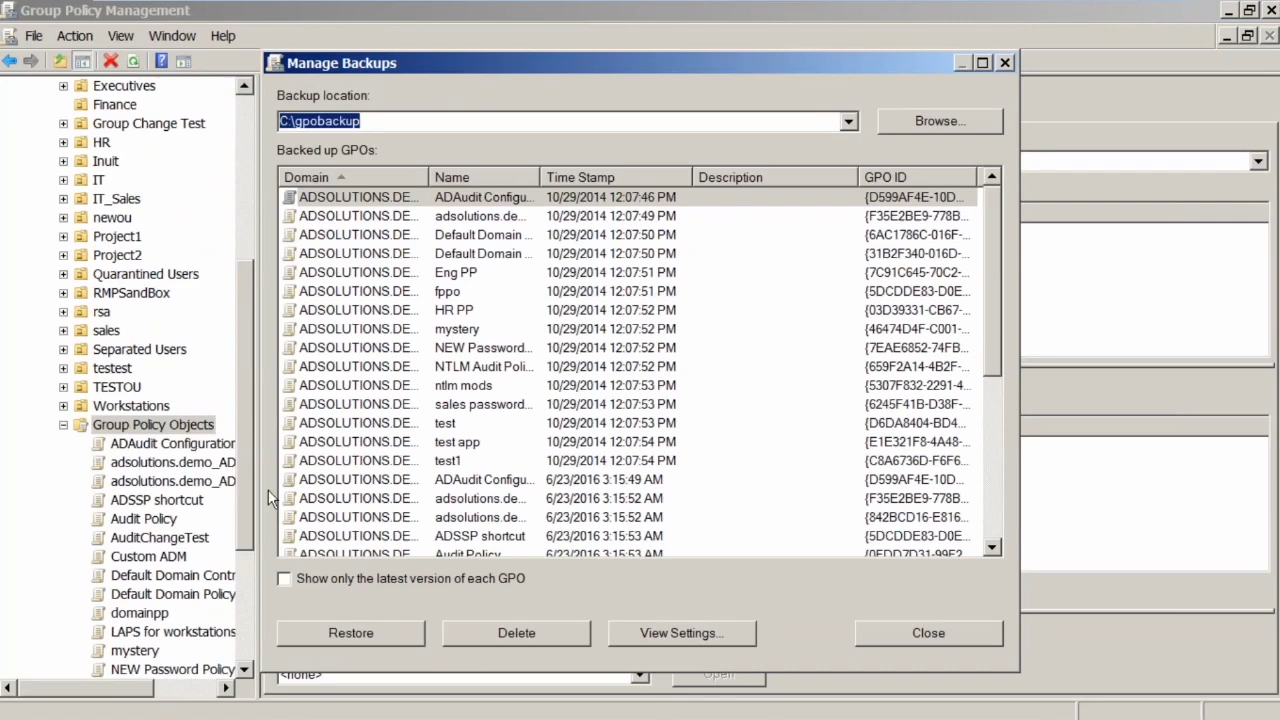 Group Policy Management
File Action View Window Help
Executives
Finance
Group Change Test
HR
Inuit
IT
IT_Sales
newou
Project1
Project2
Quarantined Users
RMPSandBox
rsa
sales
Separated Users
testest
TESTOU
Workstations
Group Policy Objects
ADAudit Configuration
adsolutions.demo_AD
adsolutions.demo_AD
ADSSP shortcut
Audit Policy
AuditChangeTest
Custom ADM
Default Domain Contr
Default Domain Policy
domainpp
LAPS for workstations
mystery
NEW Password Policy
Manage Backups
Backup location:
C:\gpobackup
Browse...
Backed up GPOs:
Domain Name Time Stamp Description GPO ID
ADSOLUTIONS.DE... ADAudit Configu... 10/29/2014 12:07:46 PM {D599AF4E-10D...
ADSOLUTIONS.DE... adsolutions.de... 10/29/2014 12:07:49 PM {F35E2BE9-778B...
ADSOLUTIONS.DE... Default Domain ... 10/29/2014 12:07:50 PM {6AC1786C-016F-...
ADSOLUTIONS.DE... Default Domain ... 10/29/2014 12:07:50 PM {31B2F340-016D-...
ADSOLUTIONS.DE... Eng PP 10/29/2014 12:07:51 PM {7C91C645-70C2-...
ADSOLUTIONS.DE... fppo 10/29/2014 12:07:51 PM {5DCDDE83-D0E...
ADSOLUTIONS.DE... HR PP 10/29/2014 12:07:52 PM {03D39331-CB67-...
ADSOLUTIONS.DE... mystery 10/29/2014 12:07:52 PM {46474D4F-C001-...
ADSOLUTIONS.DE... NEW Password... 10/29/2014 12:07:52 PM {7EAE6852-74FB...
ADSOLUTIONS.DE... NTLM Audit Poli... 10/29/2014 12:07:52 PM {659F2A14-4B2F-...
ADSOLUTIONS.DE... ntlm mods 10/29/2014 12:07:53 PM {5307F832-2291-4...
ADSOLUTIONS.DE... sales password... 10/29/2014 12:07:53 PM {6245F41B-D38F-...
ADSOLUTIONS.DE... test 10/29/2014 12:07:53 PM {D6DA8404-BD4...
ADSOLUTIONS.DE... test app 10/29/2014 12:07:54 PM {E1E321F8-4A48-...
ADSOLUTIONS.DE... test1 10/29/2014 12:07:54 PM {C8A6736D-F6F6...
ADSOLUTIONS.DE... ADAudit Configu... 6/23/2016 3:15:49 AM {D599AF4E-10D...
ADSOLUTIONS.DE... adsolutions.de... 6/23/2016 3:15:52 AM {F35E2BE9-778B...
ADSOLUTIONS.DE... adsolutions.de... 6/23/2016 3:15:52 AM {842BCD16-E816...
ADSOLUTIONS.DE... ADSSP shortcut 6/23/2016 3:15:53 AM {5DCDDE83-D0E...
ADSOLUTIONS.DE... Audit Policy 6/23/2016 3:15:53 AM
Show only the latest version of each GPO
Restore Delete View Settings... Close
<none> Open